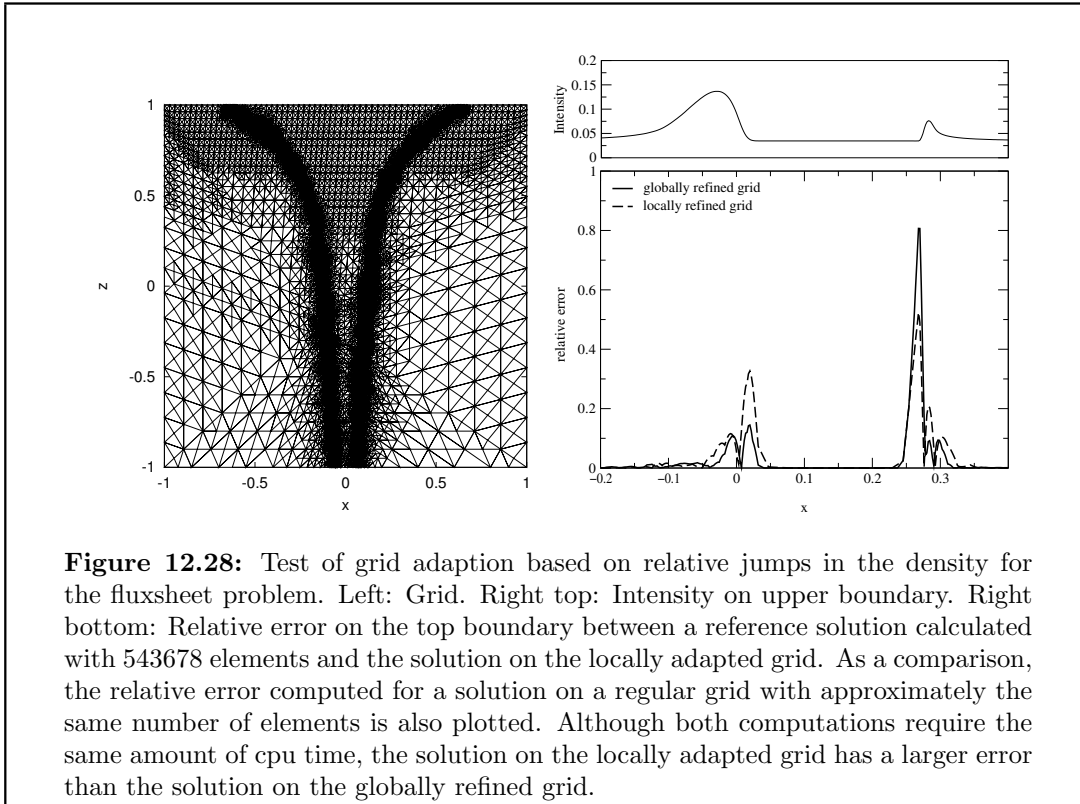 1
0.5
0
-0.5
-1
z
-1
-0.5
0
0.5
1
x
0.2
0.15
0.1
0.05
0
Intensity
1
0.8
0.6
0.4
0.2
0
relative error
globally refined grid
locally refined grid
−0.2
−0.1
0
0.1
0.2
0.3
x
Figure 12.28: Test of grid adaption based on relative jumps in the density for
the fluxsheet problem. Left: Grid. Right top: Intensity on upper boundary. Right
bottom: Relative error on the top boundary between a reference solution calculated
with 543678 elements and the solution on the locally adapted grid. As a comparison,
the relative error computed for a solution on a regular grid with approximately the
same number of elements is also plotted. Although both computations require the
same amount of cpu time, the solution on the locally adapted grid has a larger error
than the solution on the globally refined grid.